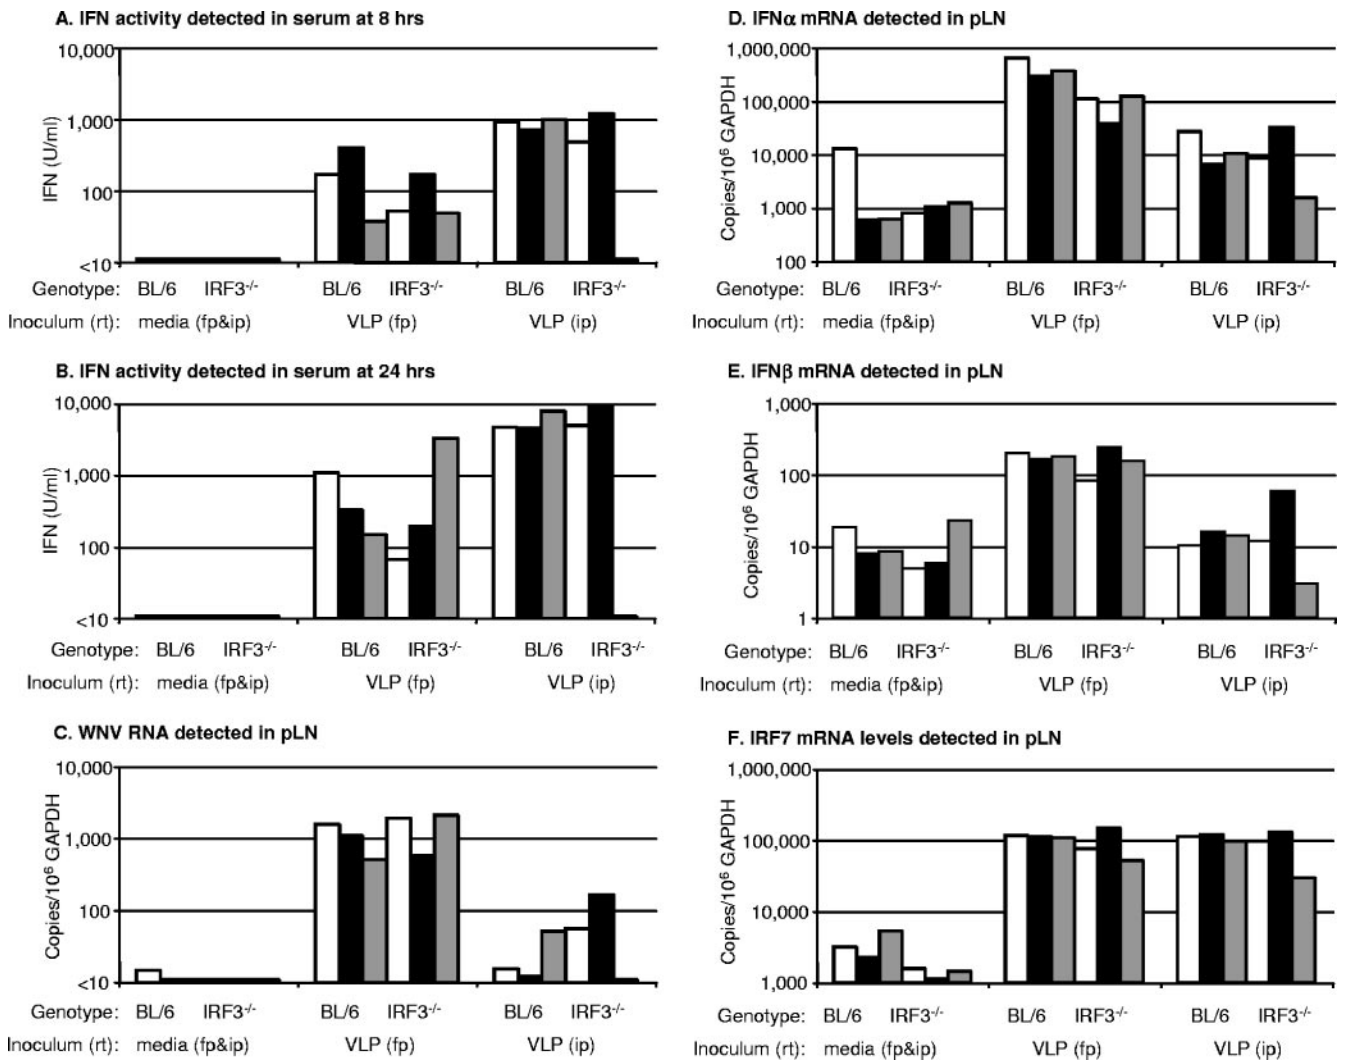 A. IFN activity detected in serum at 8 hrs
10,000
1,000
100
<10
IFN (U/ml)
Genotype: BL/6 IRF3-/- BL/6 IRF3-/- BL/6 IRF3-/-
Inoculum (rt): media (fp&ip) VLP (fp) VLP (ip)
B. IFN activity detected in serum at 24 hrs
10,000
1,000
100
<10
IFN (U/ml)
Genotype: BL/6 IRF3-/- BL/6 IRF3-/- BL/6 IRF3-/-
Inoculum (rt): media (fp&ip) VLP (fp) VLP (ip)
C. WNV RNA detected in pLN
10,000
1,000
100
<10
Copies/10⁶ GAPDH
Genotype: BL/6 IRF3-/- BL/6 IRF3-/- BL/6 IRF3-/-
Inoculum (rt): media (fp&ip) VLP (fp) VLP (ip)
D. IFNα mRNA detected in pLN
1,000,000
100,000
10,000
1,000
100
Copies/10⁶ GAPDH
Genotype: BL/6 IRF3-/- BL/6 IRF3-/- BL/6 IRF3-/-
Inoculum (rt): media (fp&ip) VLP (fp) VLP (ip)
E. IFNβ mRNA detected in pLN
1,000
100
10
1
Copies/10⁶ GAPDH
Genotype: BL/6 IRF3-/- BL/6 IRF3-/- BL/6 IRF3-/-
Inoculum (rt): media (fp&ip) VLP (fp) VLP (ip)
F. IRF7 mRNA levels detected in pLN
1,000,000
100,000
10,000
1,000
Copies/10⁶ GAPDH
Genotype: BL/6 IRF3-/- BL/6 IRF3-/- BL/6 IRF3-/-
Inoculum (rt): media (fp&ip) VLP (fp) VLP (ip)